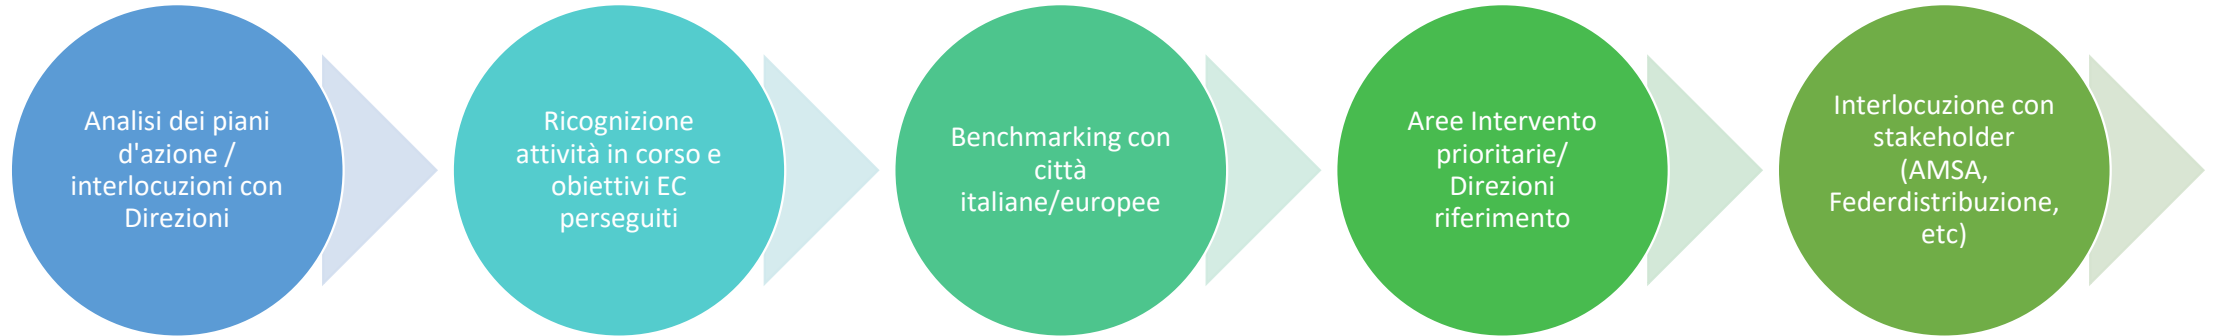 Analisi dei piani
d'azione /
interlocuzioni con
Direzioni
Ricognizione
attività in corso e
obiettivi EC
perseguiti
Benchmarking con
città
italiane/europee
Aree Intervento
prioritarie/
Direzioni
riferimento
Interlocuzione con
stakeholder
(AMSA,
Federdistribuzione,
etc)